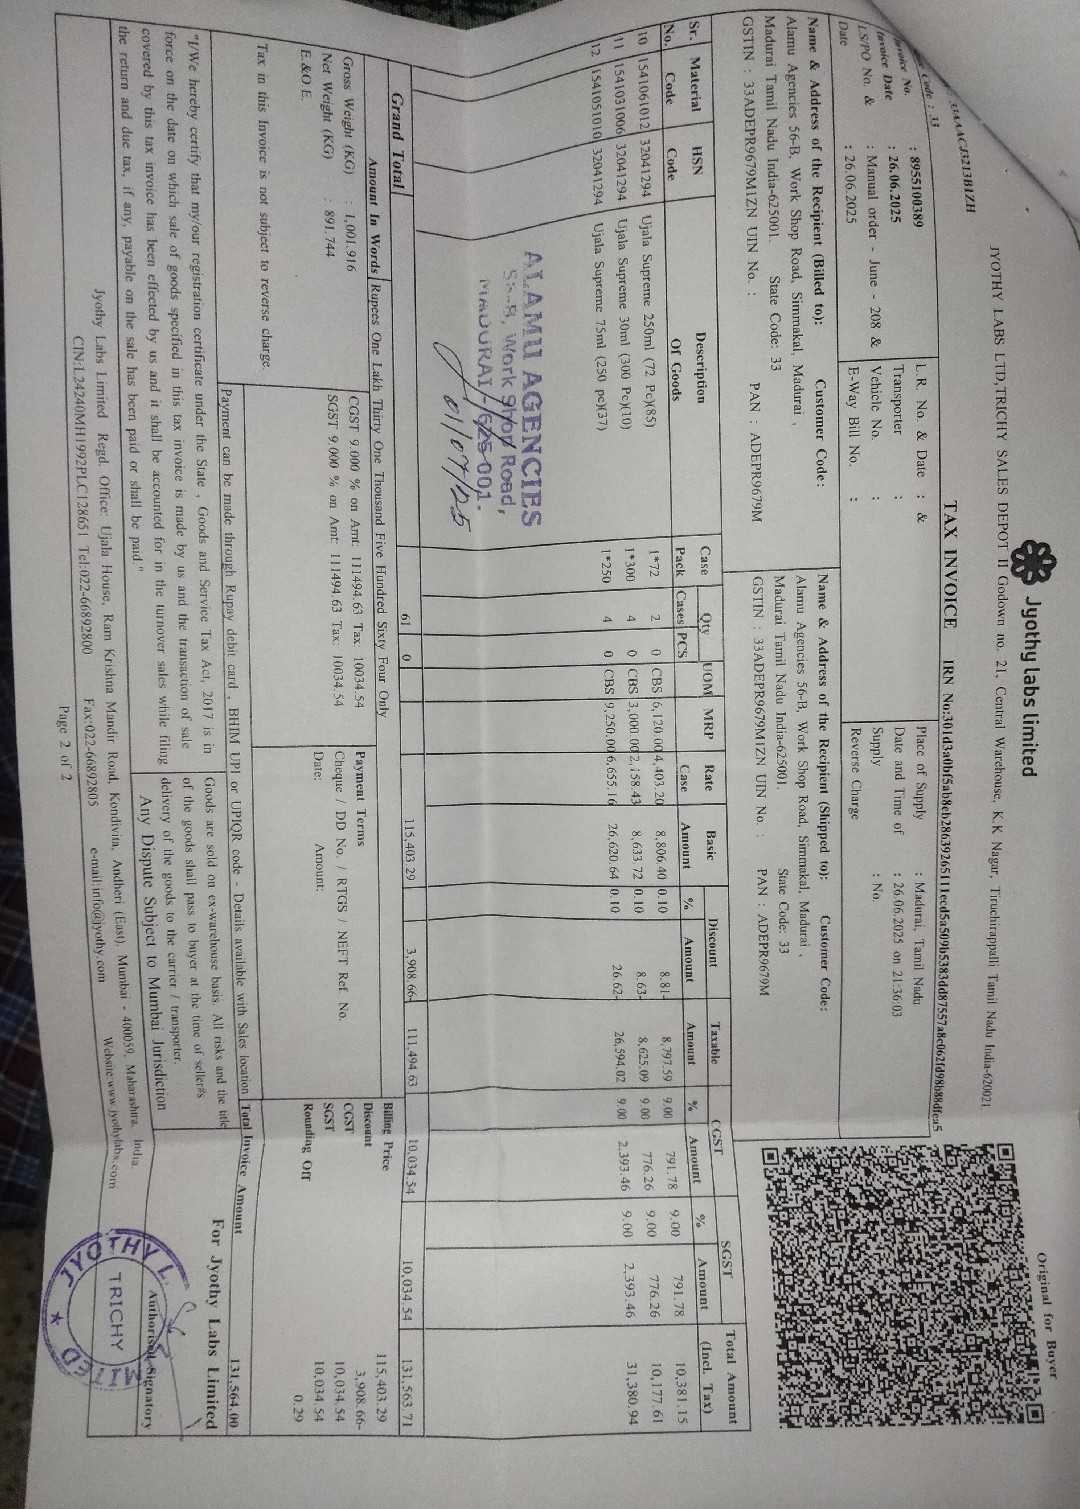 Original for Buyer
Jyothy labs limited
JYOTHY LABS LTD,TRICHY SALES DEPOT II Godown no. 21, Central Warehouse, K.K Nagar, Tiruchirappalli Tamil Nadu India-620021
TAX INVOICE IRN No:
Code : 33
Invoice No. : 8955100389
Invoice Date : 26.06.2025
LS/PO No. & : Manual order - June - 208 &
Date : 26.06.2025
L.R. No. & Date : &
Transporter :
Vehicle No. :
E-Way Bill No. :
Place of Supply : Madurai, Tamil Nadu
Date and Time of : 26.06.2025 on 21:36:03
Supply
Reverse Charge : No.
Name & Address of the Recipient (Billed to): Customer Code:
Alamu Agencies 56-B, Work Shop Road, Simmakal, Madurai ,
Madurai Tamil Nadu India-625001. State Code: 33
GSTIN : 33ADEPR9679M1ZN UIN No. : PAN : ADEPR9679M
Name & Address of the Recipient (Shipped to): Customer Code:
Alamu Agencies 56-B, Work Shop Road, Simmakal, Madurai ,
Madurai Tamil Nadu India-625001. State Code: 33
GSTIN : 33ADEPR9679M1ZN UIN No. : PAN : ADEPR9679M
Sr. No. Material Code HSN Code Description Of Goods Case Pack Qty Cases PCS UOM MRP Rate Case Basic Amount Discount % Amount Taxable Amount CGST % Amount SGST % Amount Total Amount (Incl. Tax)
10 1541061012 32041294 Ujala Supreme 250ml (72 Pc)(85) 1*72 2 0 CBS 6,120.00 4,403.20 8,806.40 0.10 8.81- 8,797.59 9.00 791.78 9.00 791.78 10,381.15
11 1541031006 32041294 Ujala Supreme 30ml (300 Pc)(10) 1*300 4 0 CBS 3,000.00 2,158.43 8,633.72 0.10 8.63- 8,625.09 9.00 776.26 9.00 776.26 10,177.61
12 1541051010 32041294 Ujala Supreme 75ml (250 pc)(37) 1*250 4 0 CBS 9,250.00 6,655.16 26,620.64 0.10 26.62- 26,594.02 9.00 2,393.46 9.00 2,393.46 31,380.94
ALAMU AGENCIES
56-B, Work Shop Road,
MADURAI-625 001.
01/07/25
Grand Total 61 0 115,403.29 3,908.66- 111,494.63 10,034.54 10,034.54 131,563.71
Amount In Words Rupees One Lakh Thirty One Thousand Five Hundred Sixty Four Only
Gross Weight (KG) : 1,001.916
Net Weight (KG) : 891.744
E.&O.E.
Tax in this Invoice is not subject to reverse charge.
CGST 9.000 % on Amt: 111494.63 Tax: 10034.54
SGST 9.000 % on Amt: 111494.63 Tax: 10034.54
Payment Terms
Cheque / DD No. / RTGS / NEFT Ref No.
Date: Amount:
Billing Price 115,403.29
Discount 3,908.66-
CGST 10,034.54
SGST 10,034.54
Rounding Off 0.29
Payment can be made through Rupay debit card , BHIM UPI or UPIQR code - Details available with Sales location
Total Invoice Amount 131,564.00
"I/We hereby certify that my/our registration certificate under the State , Goods and Service Tax Act, 2017 is in
force on the date on which sale of goods specified in this tax invoice is made by us and the transaction of sale
covered by this tax invoice has been effected by us and it shall be accounted for in the turnover sales while filing
the return and due tax, if any, payable on the sale has been paid or shall be paid."
Goods are sold on ex-warehouse basis. All risks and the title
of the goods shall pass to buyer at the time of seller#s
delivery of the goods to the carrier / transporter.
Any Dispute Subject to Mumbai Jurisdiction
For Jyothy Labs Limited
Authorised Signatory
JYOTHY L.
TRICHY
Jyothy Labs Limited Regd. Office: Ujala House, Ram Krishna Mandir Road, Kondivita, Andheri (East), Mumbai - 400059, Maharashtra, India.
CIN:L24240MH1992PLC128651 Tel:022-66892800 Fax:022-66892805 e-mail:info@jyothy.com Website:www.jyothylabs.com
Page 2 of 2